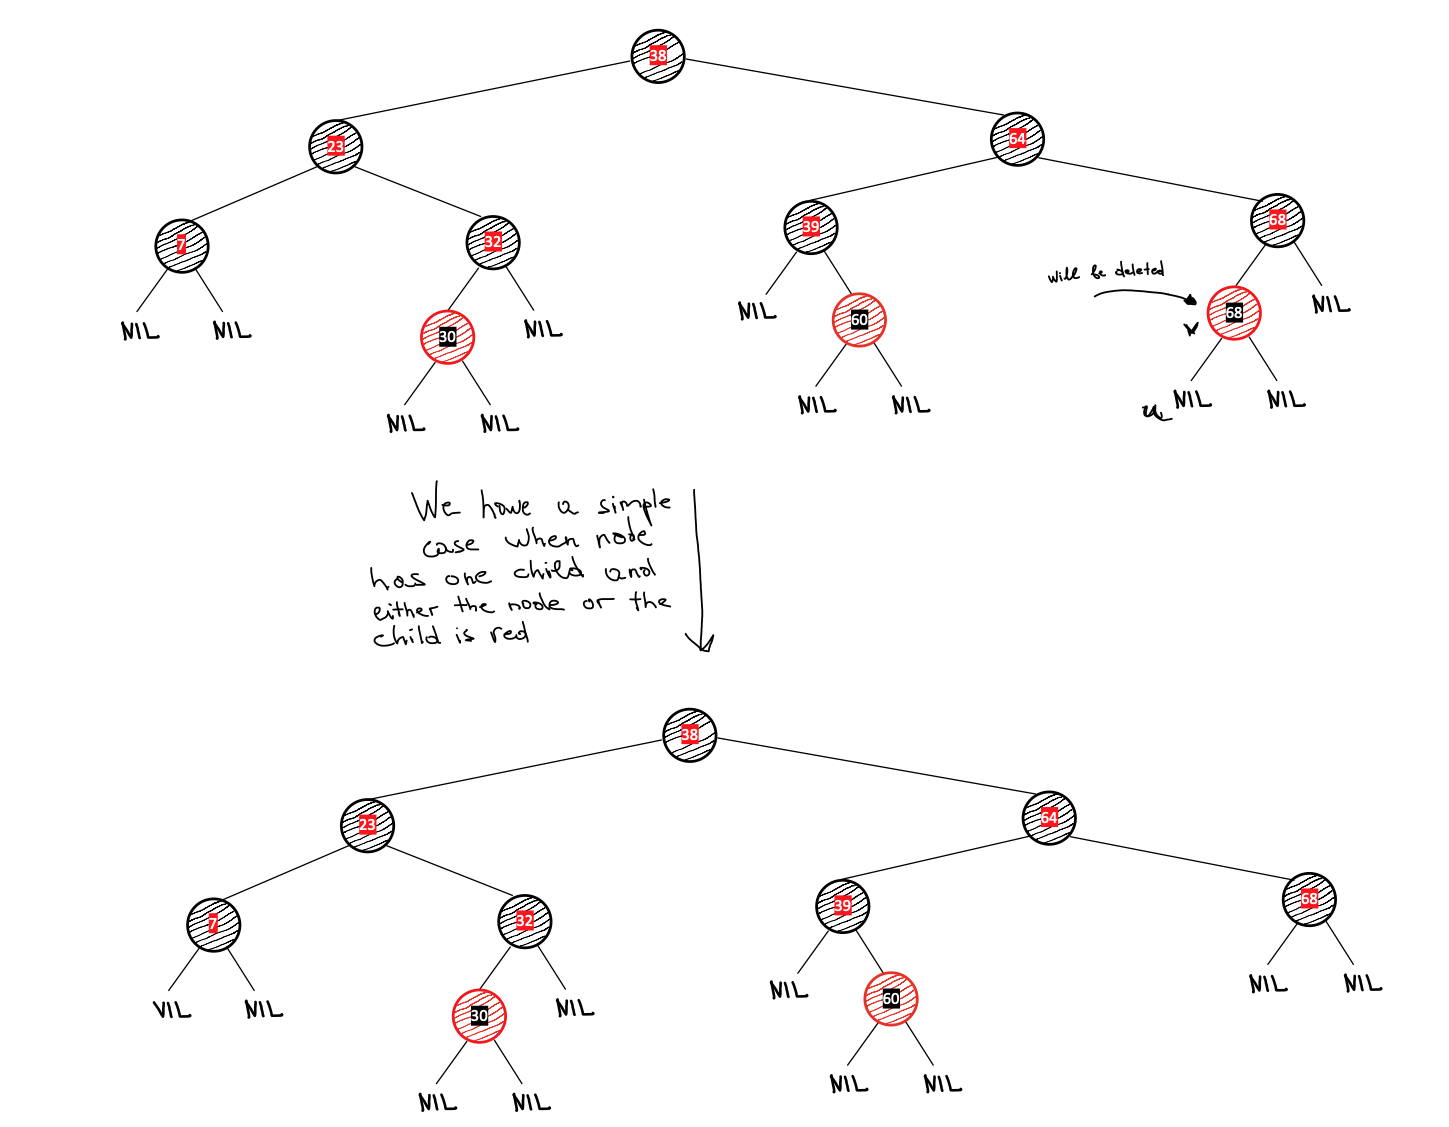 38
64
23
68
39
32
7
will be deleted
NIL
68
NIL
60
v
NIL
NIL
NIL
30
NIL
NIL
NIL
NIL
u
NIL
NIL
We have a simple
case when node
has one child and
either the node or the
child is red
38
64
23
68
39
32
7
NIL
NIL
NIL
60
VIL
NIL
30
NIL
NIL
NIL
NIL
NIL